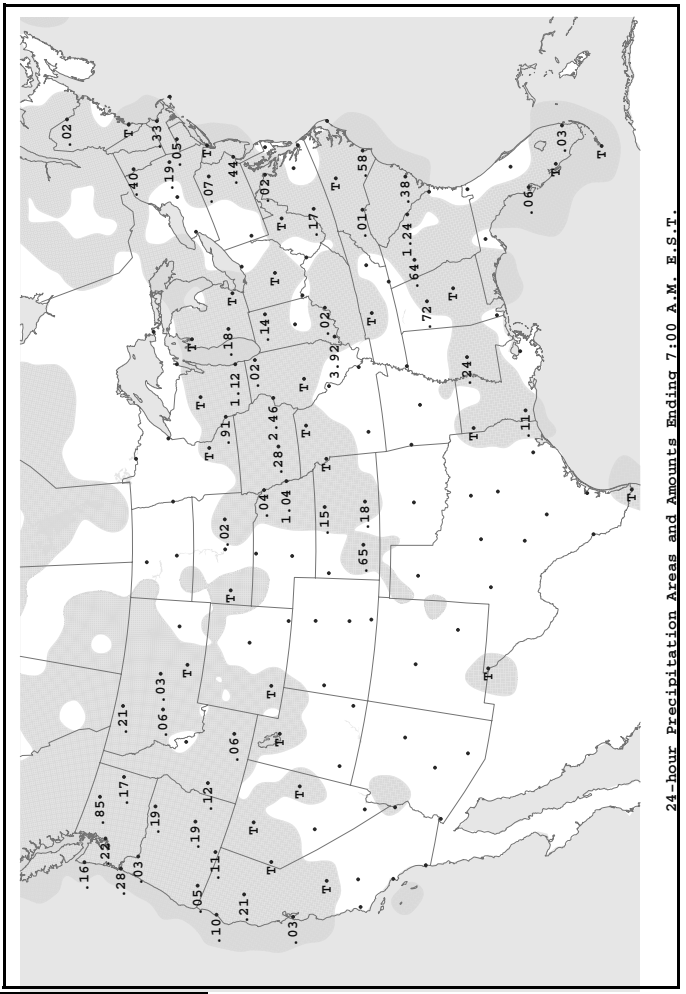 .02
.16
.85
.22
.28
.21
.17
T
.40
.03
.19
.33
.03
.06
.19
.05
T
T
.19
.05
T
T
.12
.07
T
.11
.10
.02
.91
.18
T
T
.44
.06
1.12
.21
T
.02
.04
.14
.02
T
T
2.46
T
.28
T
T
1.04
.03
T
T
T
.17
.15
.02
T
T
3.92
T
.01
.58
.65
.18
T
.38
1.24
.64
.72
T
.24
T
T
.11
.06
T
.03
T
T
24-hour Precipitation Areas and Amounts Ending 7:00 A.M. E.S.T.